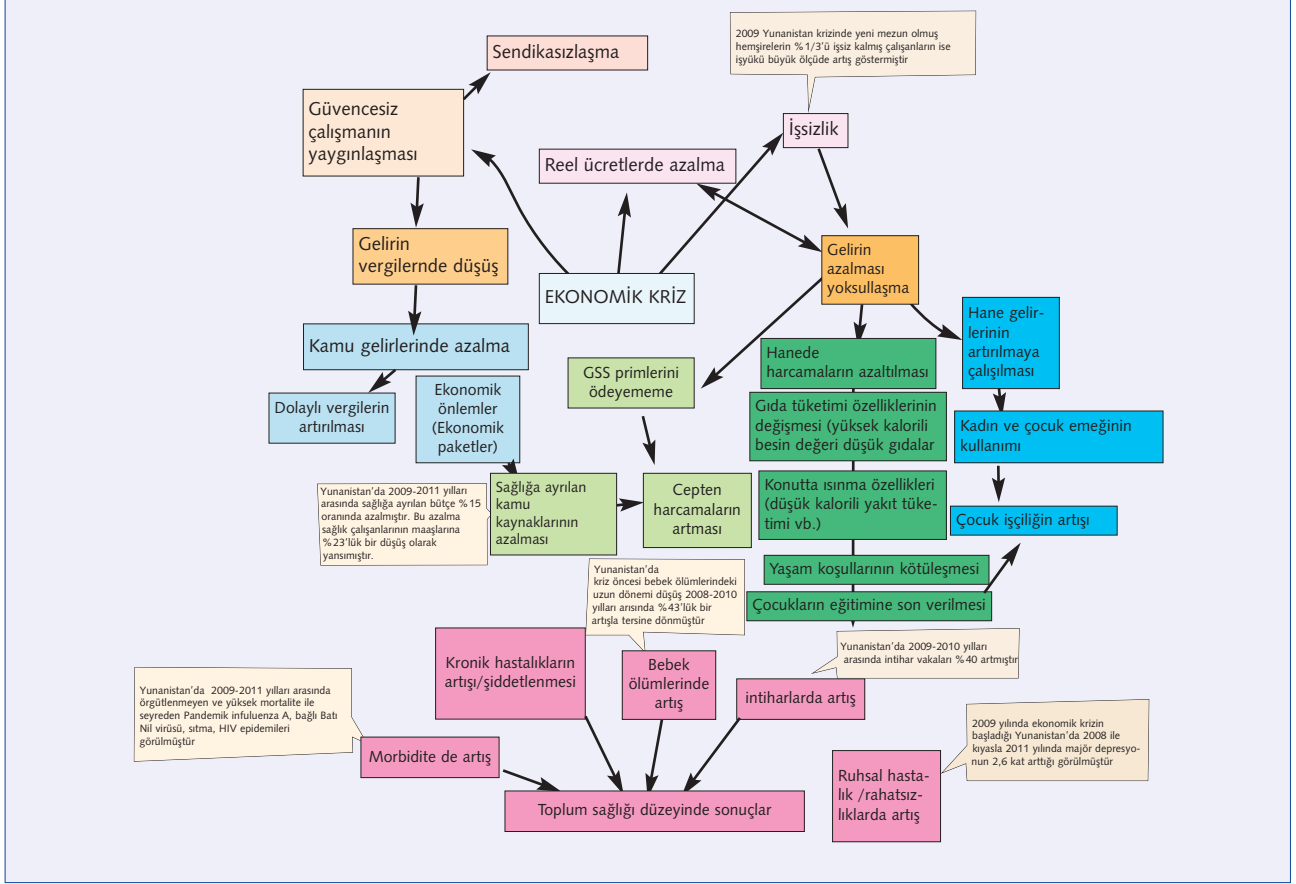 2009 Yunanistan krizinde yeni mezun olmuş
hemşirelerin %1/3'ü işsiz kalmış çalışanların ise
işyükü büyük ölçüde artış göstermiştir
Sendikasızlaşma
Güvencesiz
çalışmanın
yaygınlaşması
İşsizlik
Reel ücretlerde azalma
Gelirin
vergilernde düşüş
Gelirin
azalması
yoksullaşma
EKONOMİK KRİZ
Hane gelir-
lerinin
artırılmaya
çalışılması
Kamu gelirlerinde azalma
Hanede
harcamaların azaltılması
GSS primlerini
ödeyememe
Dolaylı vergilerin
artırılması
Ekonomik
önlemler
(Ekonomik
paketler)
Gıda tüketimi özelliklerinin
değişmesi (yüksek kalorili
besin değeri düşük gıdalar
Kadın ve çocuk emeğinin
kullanımı
Yunanistan'da 2009-2011 yılları
arasında sağlığa ayrılan bütçe %15
oranında azalmıştır. Bu azalma
sağlık çalışanlarının maaşlarına
%23'lük bir düşüş olarak
yansımıştır.
Sağlığa ayrılan
kamu
kaynaklarının
azalması
Cepten
harcamaların
artması
Konutta ısınma özellikleri
(düşük kalorili yakıt tüke-
timi vb.)
Çocuk işçiliğin artışı
Yaşam koşullarının kötüleşmesi
Çocukların eğitimine son verilmesi
Yunanistan'da
kriz öncesi bebek ölümlerindeki
uzun dönemi düşüş 2008-2010
yılları arısında %43'lük bir
artışla tersine dönmüştür
Yunanistan'da 2009-2010 yılları
arasında intihar vakaları %40 artmıştır
Kronik hastalıkların
artışı/şiddetlenmesi
Bebek
ölümlerinde
artış
intiharlarda artış
Yunanistan'da 2009-2011 yılları arasında
örgütlenmeyen ve yüksek mortalite ile
seyreden Pandemik infuluenza A, bağlı Batı
Nil virüsü, sıtma, HIV epidemileri
görülmüştür
Morbidite de artış
2009 yılında ekonomik krizin
başladığı Yunanistan'da 2008 ile
kıyasla 2011 yılında majör depresyo-
nun 2,6 kat arttığı görülmüştür
Ruhsal hasta-
lık /rahatsız-
lıklarda artış
Toplum sağlığı düzeyinde sonuçlar